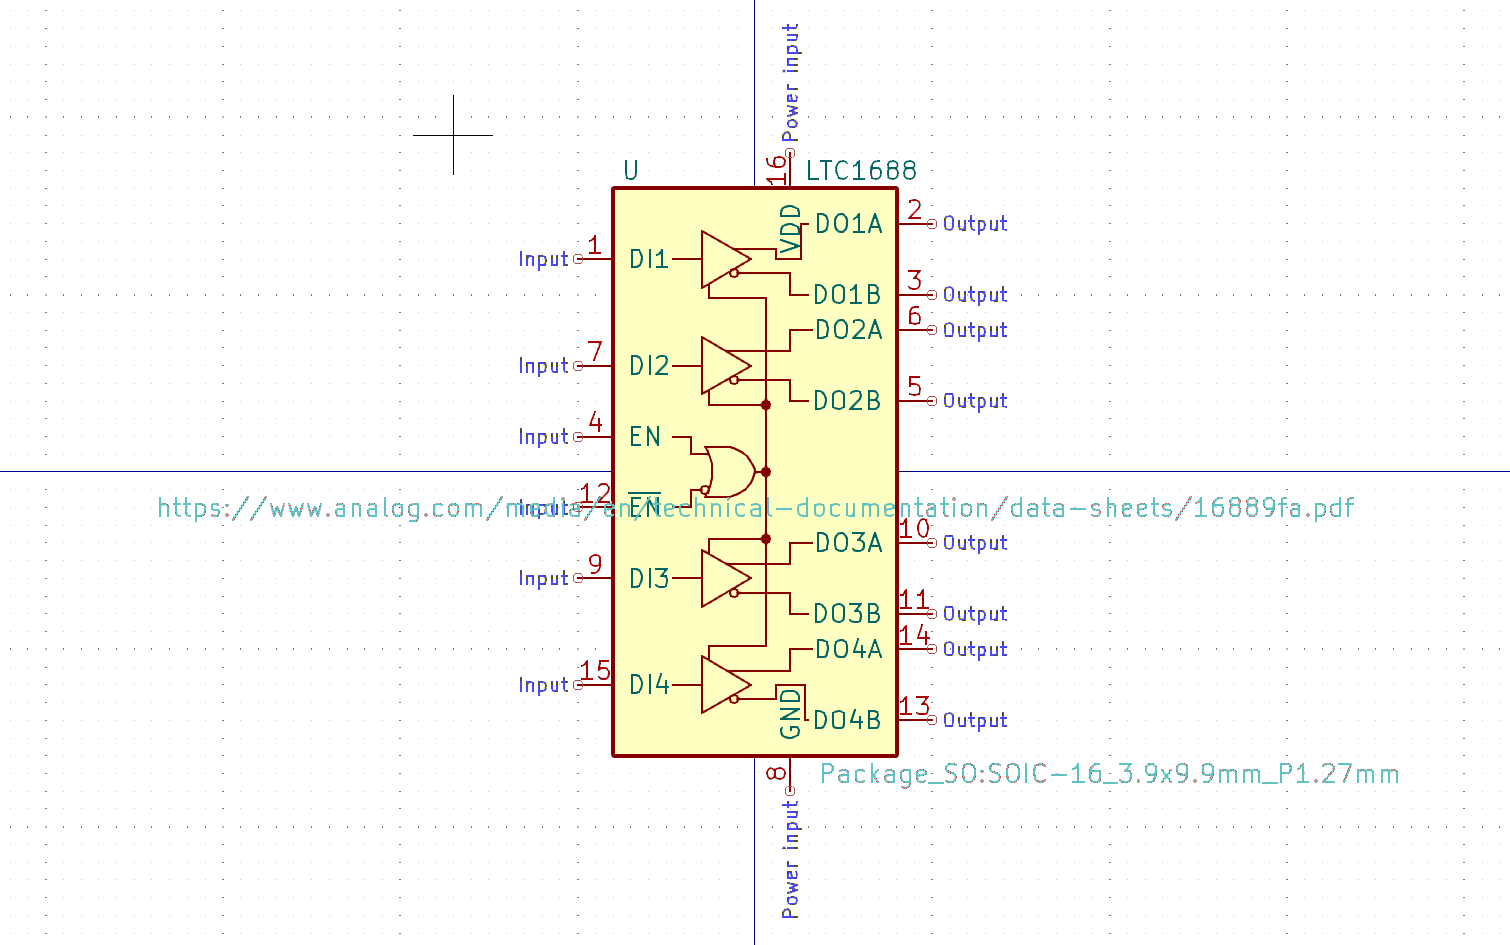 Power input
16
U
LTC1688
VDD
DO1A
2
Output
Input
1
DI1
DO1B
3
Output
DO2A
6
Output
Input
7
DI2
DO2B
5
Output
Input
4
EN
Input
12
EN
https://www.analog.com/media/en/technical-documentation/data-sheets/16889fa.pdf
DO3A
10
Output
Input
9
DI3
DO3B
11
Output
DO4A
14
Output
Input
15
DI4
GND
DO4B
13
Output
8
Package_SO:SOIC-16_3.9x9.9mm_P1.27mm
Power input